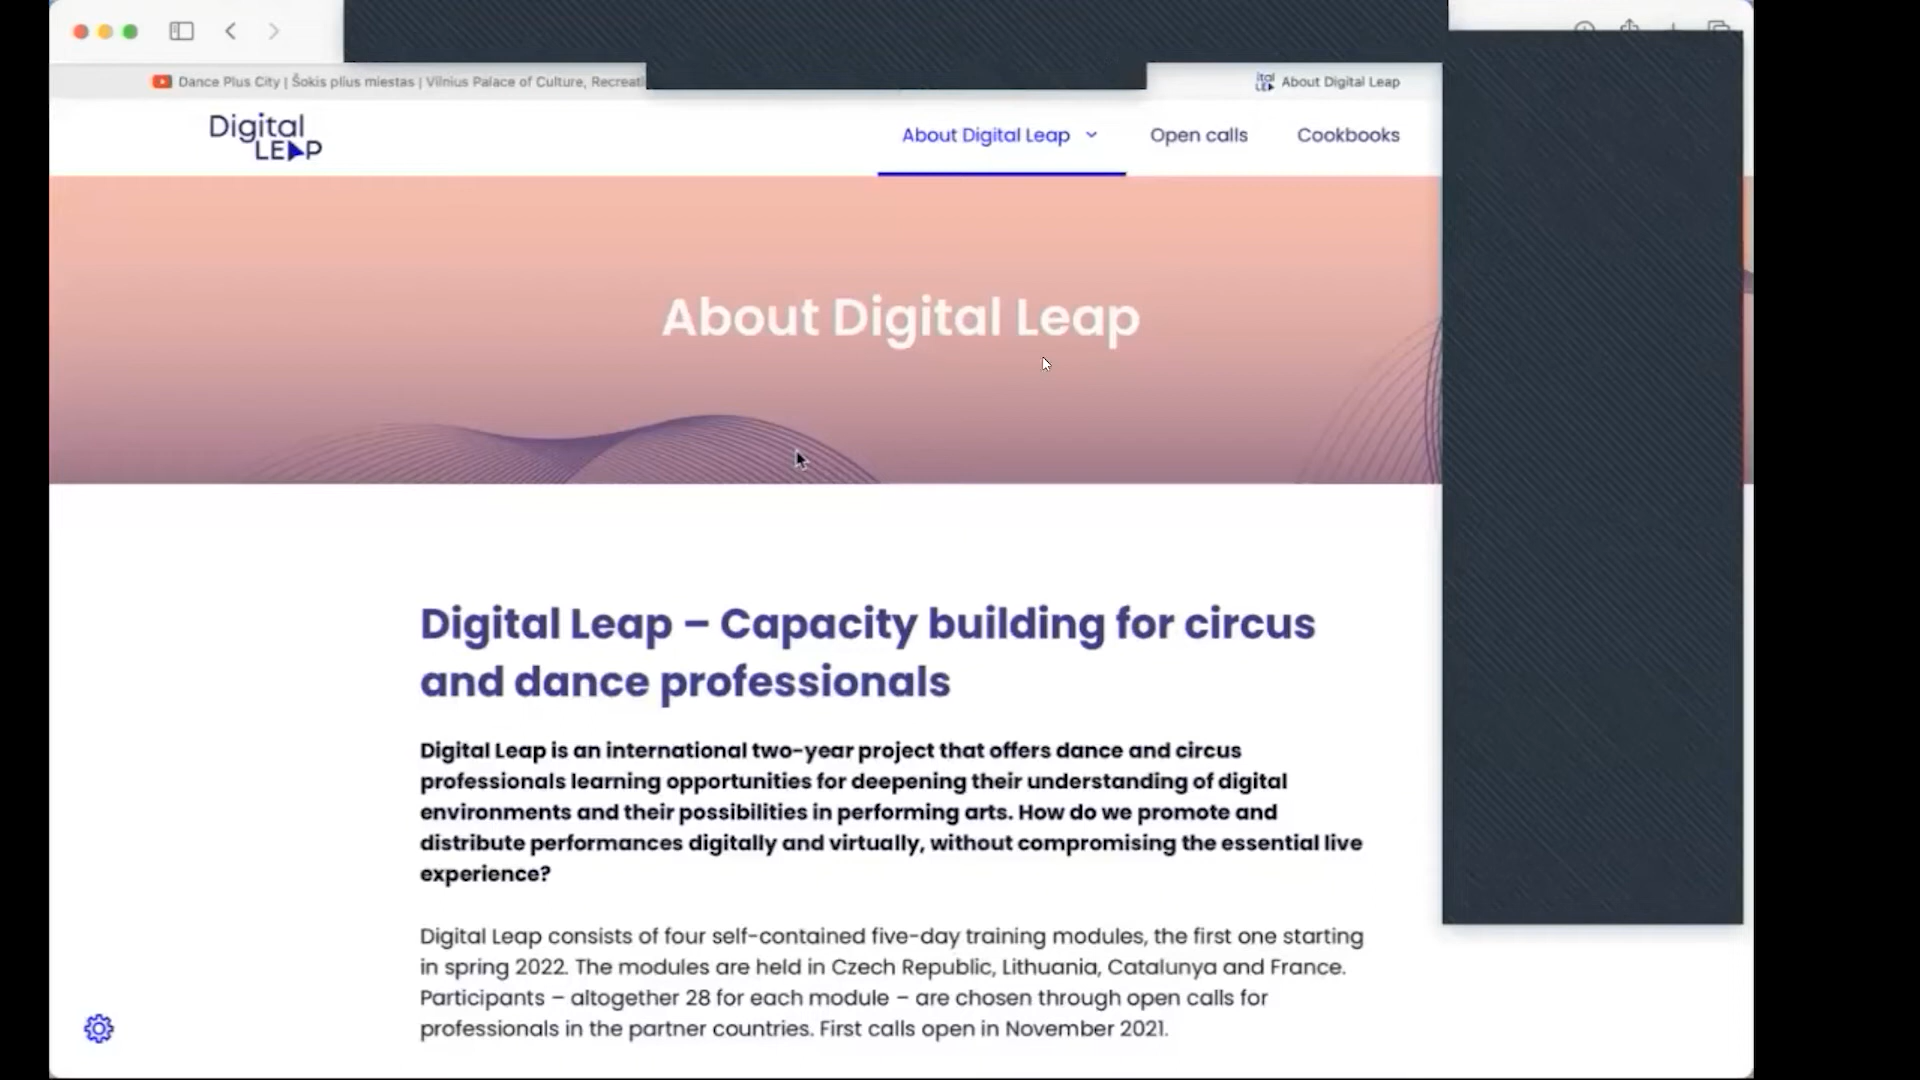 Dance Plus City | Šokis plius miestas | Vilnius Palace of Culture,
About Digital Leap
Digital
LEAP
About Digital Leap
Open calls
Cookbooks
About Digital Leap
Digital Leap – Capacity building for circus
and dance professionals
Digital Leap is an international two-year project that offers dance and circus
professionals learning opportunities for deepening their understanding of digital
environments and their possibilities in performing arts. How do we promote and
distribute performances digitally and virtually, without compromising the essential live
experience?
Digital Leap consists of four self-contained five-day training modules, the first one starting
in spring 2022. The modules are held in Czech Republic, Lithuania, Catalunya and France.
Participants – altogether 28 for each module – are chosen through open calls for
professionals in the partner countries. First calls open in November 2021.